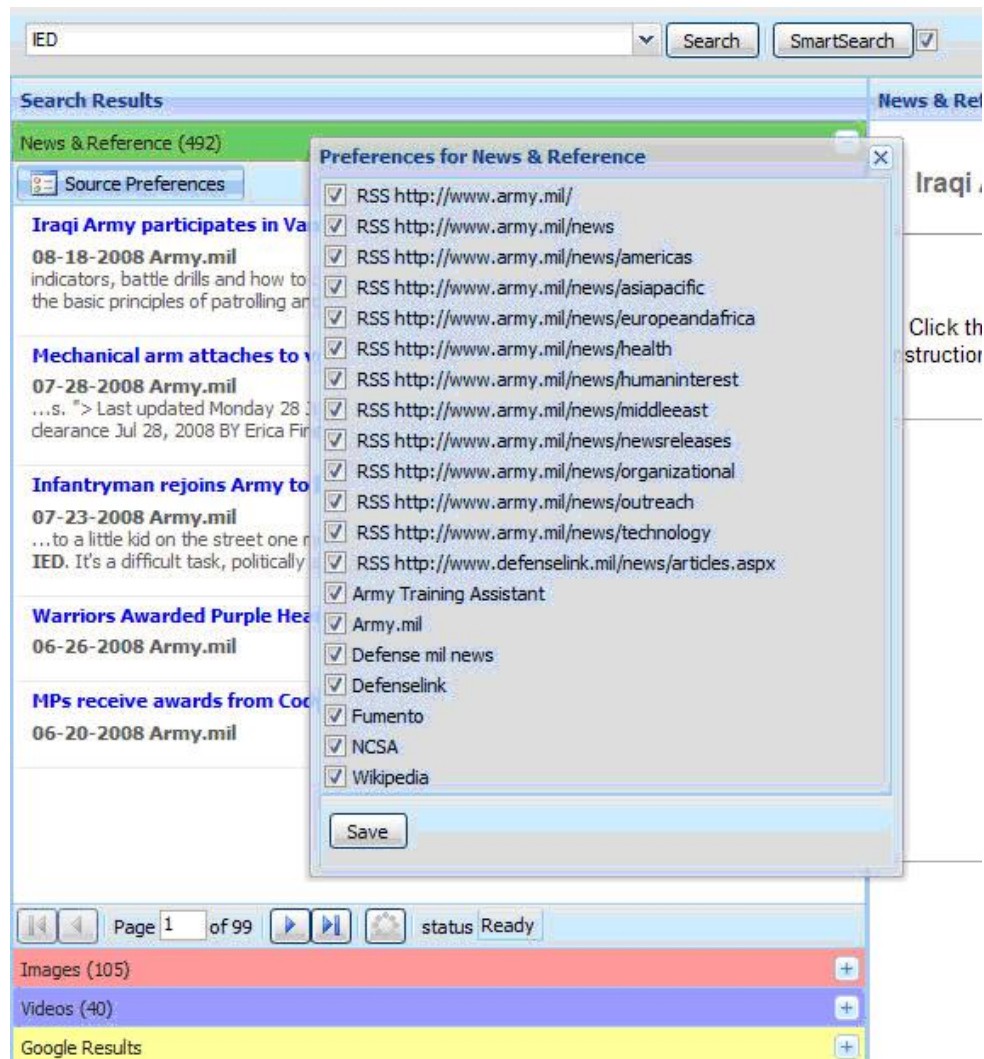 IED
Search
SmartSearch
Search Results
News & Ref
News & Reference (492)
Source Preferences
Iraqi Army participates in Va
08-18-2008 Army.mil
indicators, battle drills and how to
the basic principles of patrolling an
Mechanical arm attaches to v
07-28-2008 Army.mil
...s. "> Last updated Monday 28 J
clearance Jul 28, 2008 BY Erica Fi
Infantryman rejoins Army to
07-23-2008 Army.mil
...to a little kid on the street one
IED. It's a difficult task, politically
Warriors Awarded Purple Hea
06-26-2008 Army.mil
MPs receive awards from Coo
06-20-2008 Army.mil
Preferences for News & Reference
RSS http://www.army.mil/
RSS http://www.army.mil/news
RSS http://www.army.mil/news/americas
RSS http://www.army.mil/news/asiapacific
RSS http://www.army.mil/news/europeandafrica
RSS http://www.army.mil/news/health
RSS http://www.army.mil/news/humaninterest
RSS http://www.army.mil/news/middleeast
RSS http://www.army.mil/news/newsreleases
RSS http://www.army.mil/news/organizational
RSS http://www.army.mil/news/outreach
RSS http://www.army.mil/news/technology
RSS http://www.defenselink.mil/news/articles.aspx
Army Training Assistant
Army.mil
Defense mil news
Defenselink
Fumento
NCSA
Wikipedia
Save
Iraqi
Click th
struction
Page 1 of 99
status Ready
Images (105)
Videos (40)
Google Results